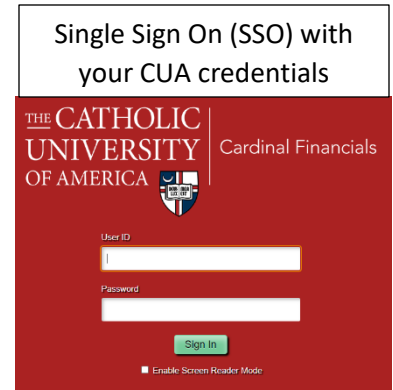 Single Sign On (SSO) with
your CUA credentials
THE CATHOLIC
UNIVERSITY
OF AMERICA
Cardinal Financials
User ID
Password
Sign In
Enable Screen Reader Mode